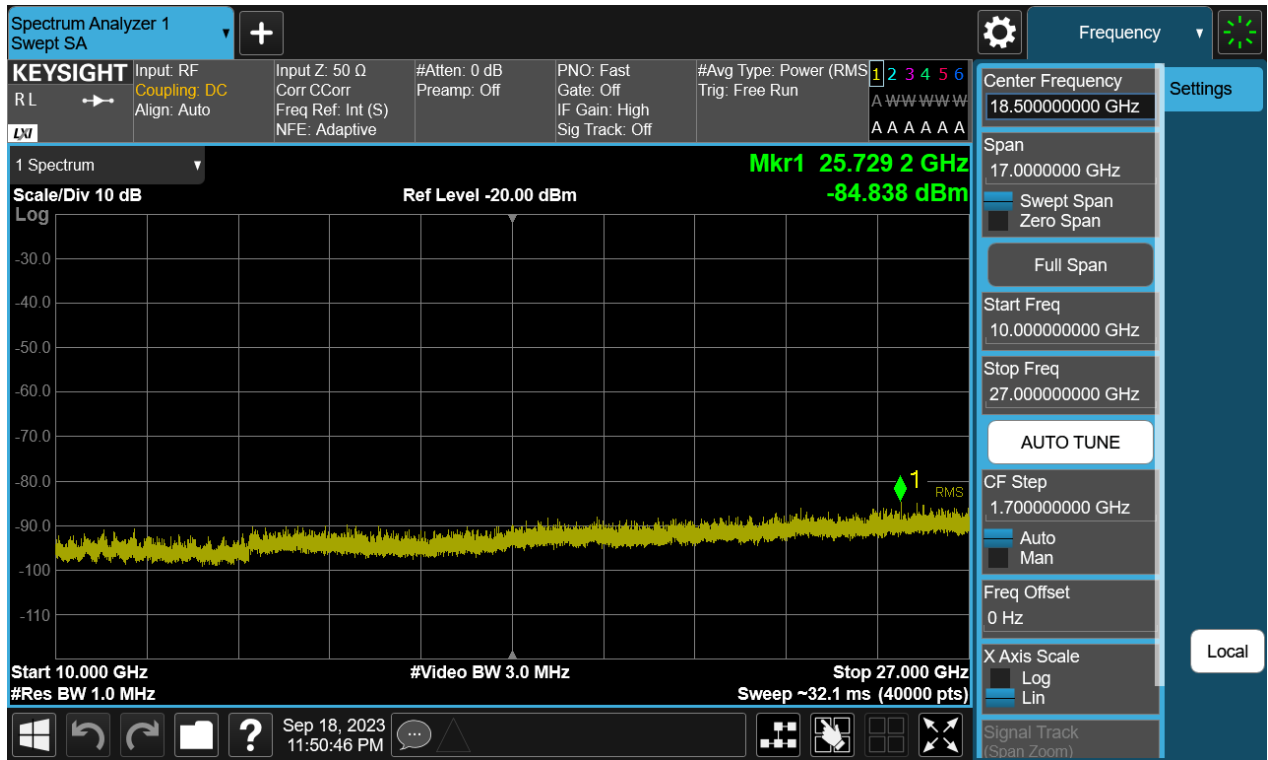 Spectrum Analyzer 1
Swept SA
Frequency
KEYSIGHT
RL
LXI
Input: RF
Coupling: DC
Align: Auto
Input Z: 50 Ω
Corr CCorr
Freq Ref: Int (S)
NFE: Adaptive
#Atten: 0 dB
Preamp: Off
PNO: Fast
Gate: Off
IF Gain: High
Sig Track: Off
#Avg Type: Power (RMS
Trig: Free Run
1 2 3 4 5 6
A W W W W W
A A A A A A
1 Spectrum
Mkr1 25.729 2 GHz
Scale/Div 10 dB
Ref Level -20.00 dBm
-84.838 dBm
Log
-30.0
-40.0
-50.0
-60.0
-70.0
-80.0
-90.0
-100
-110
1
RMS
Start 10.000 GHz
#Video BW 3.0 MHz
Stop 27.000 GHz
#Res BW 1.0 MHz
Sweep ~32.1 ms (40000 pts)
Center Frequency
18.500000000 GHz
Settings
Span
17.0000000 GHz
Swept Span
Zero Span
Full Span
Start Freq
10.000000000 GHz
Stop Freq
27.000000000 GHz
AUTO TUNE
CF Step
1.700000000 GHz
Auto
Man
Freq Offset
0 Hz
X Axis Scale
Log
Lin
Local
Signal Track
(Span Zoom)
?
Sep 18, 2023
11:50:46 PM